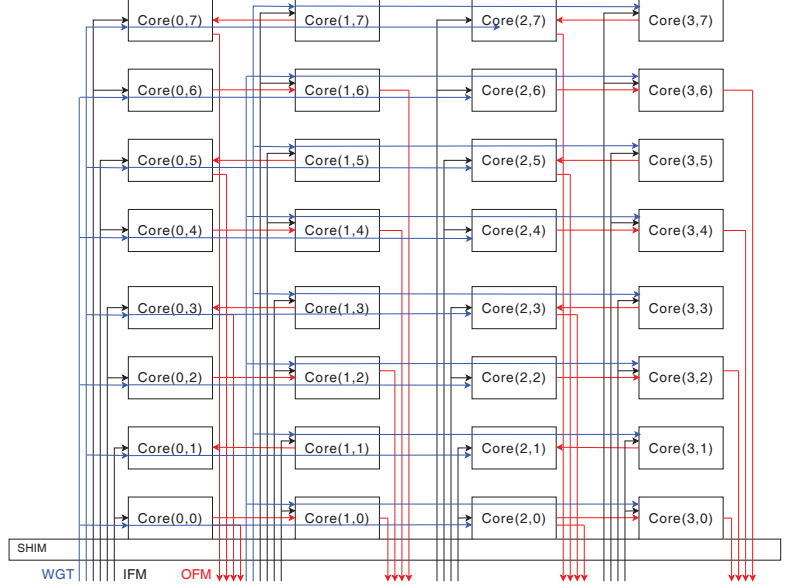 Core(0,7) Core(1,7) Core(2,7) Core(3,7)
Core(0,6) Core(1,6) Core(2,6) Core(3,6)
Core(0,5) Core(1,5) Core(2,5) Core(3,5)
Core(0,4) Core(1,4) Core(2,4) Core(3,4)
Core(0,3) Core(1,3) Core(2,3) Core(3,3)
Core(0,2) Core(1,2) Core(2,2) Core(3,2)
Core(0,1) Core(1,1) Core(2,1) Core(3,1)
Core(0,0) Core(1,0) Core(2,0) Core(3,0)
SHIM
WGT IFM OFM